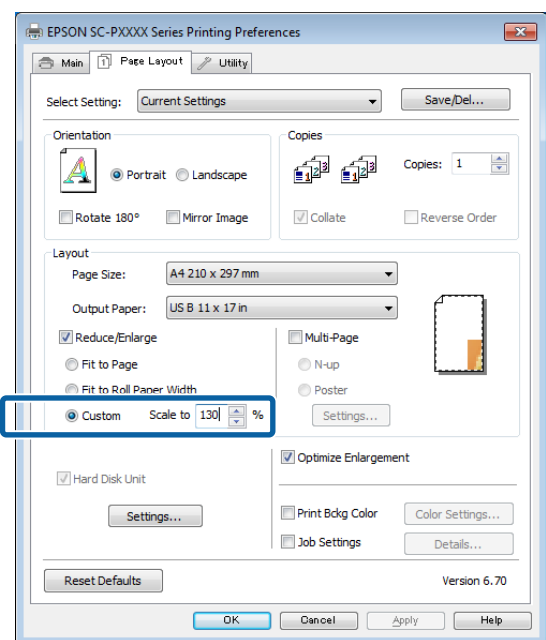 EPSON SC-PXXXX Series Printing Preferences
Main Page Layout Utility
Select Setting: Current Settings Save/Del...
Orientation Copies
Portrait Landscape Copies: 1
Rotate 180° Mirror Image Collate Reverse Order
Layout
Page Size: A4 210 x 297 mm
Output Paper: US B 11 x 17 in
Reduce/Enlarge Multi-Page
Fit to Page N-up
Fit to Roll Paper Width Poster
Custom Scale to 130 % Settings...
Optimize Enlargement
Hard Disk Unit
Settings... Print Bckg Color Color Settings...
Job Settings Details...
Reset Defaults Version 6.70
OK Cancel Apply Help